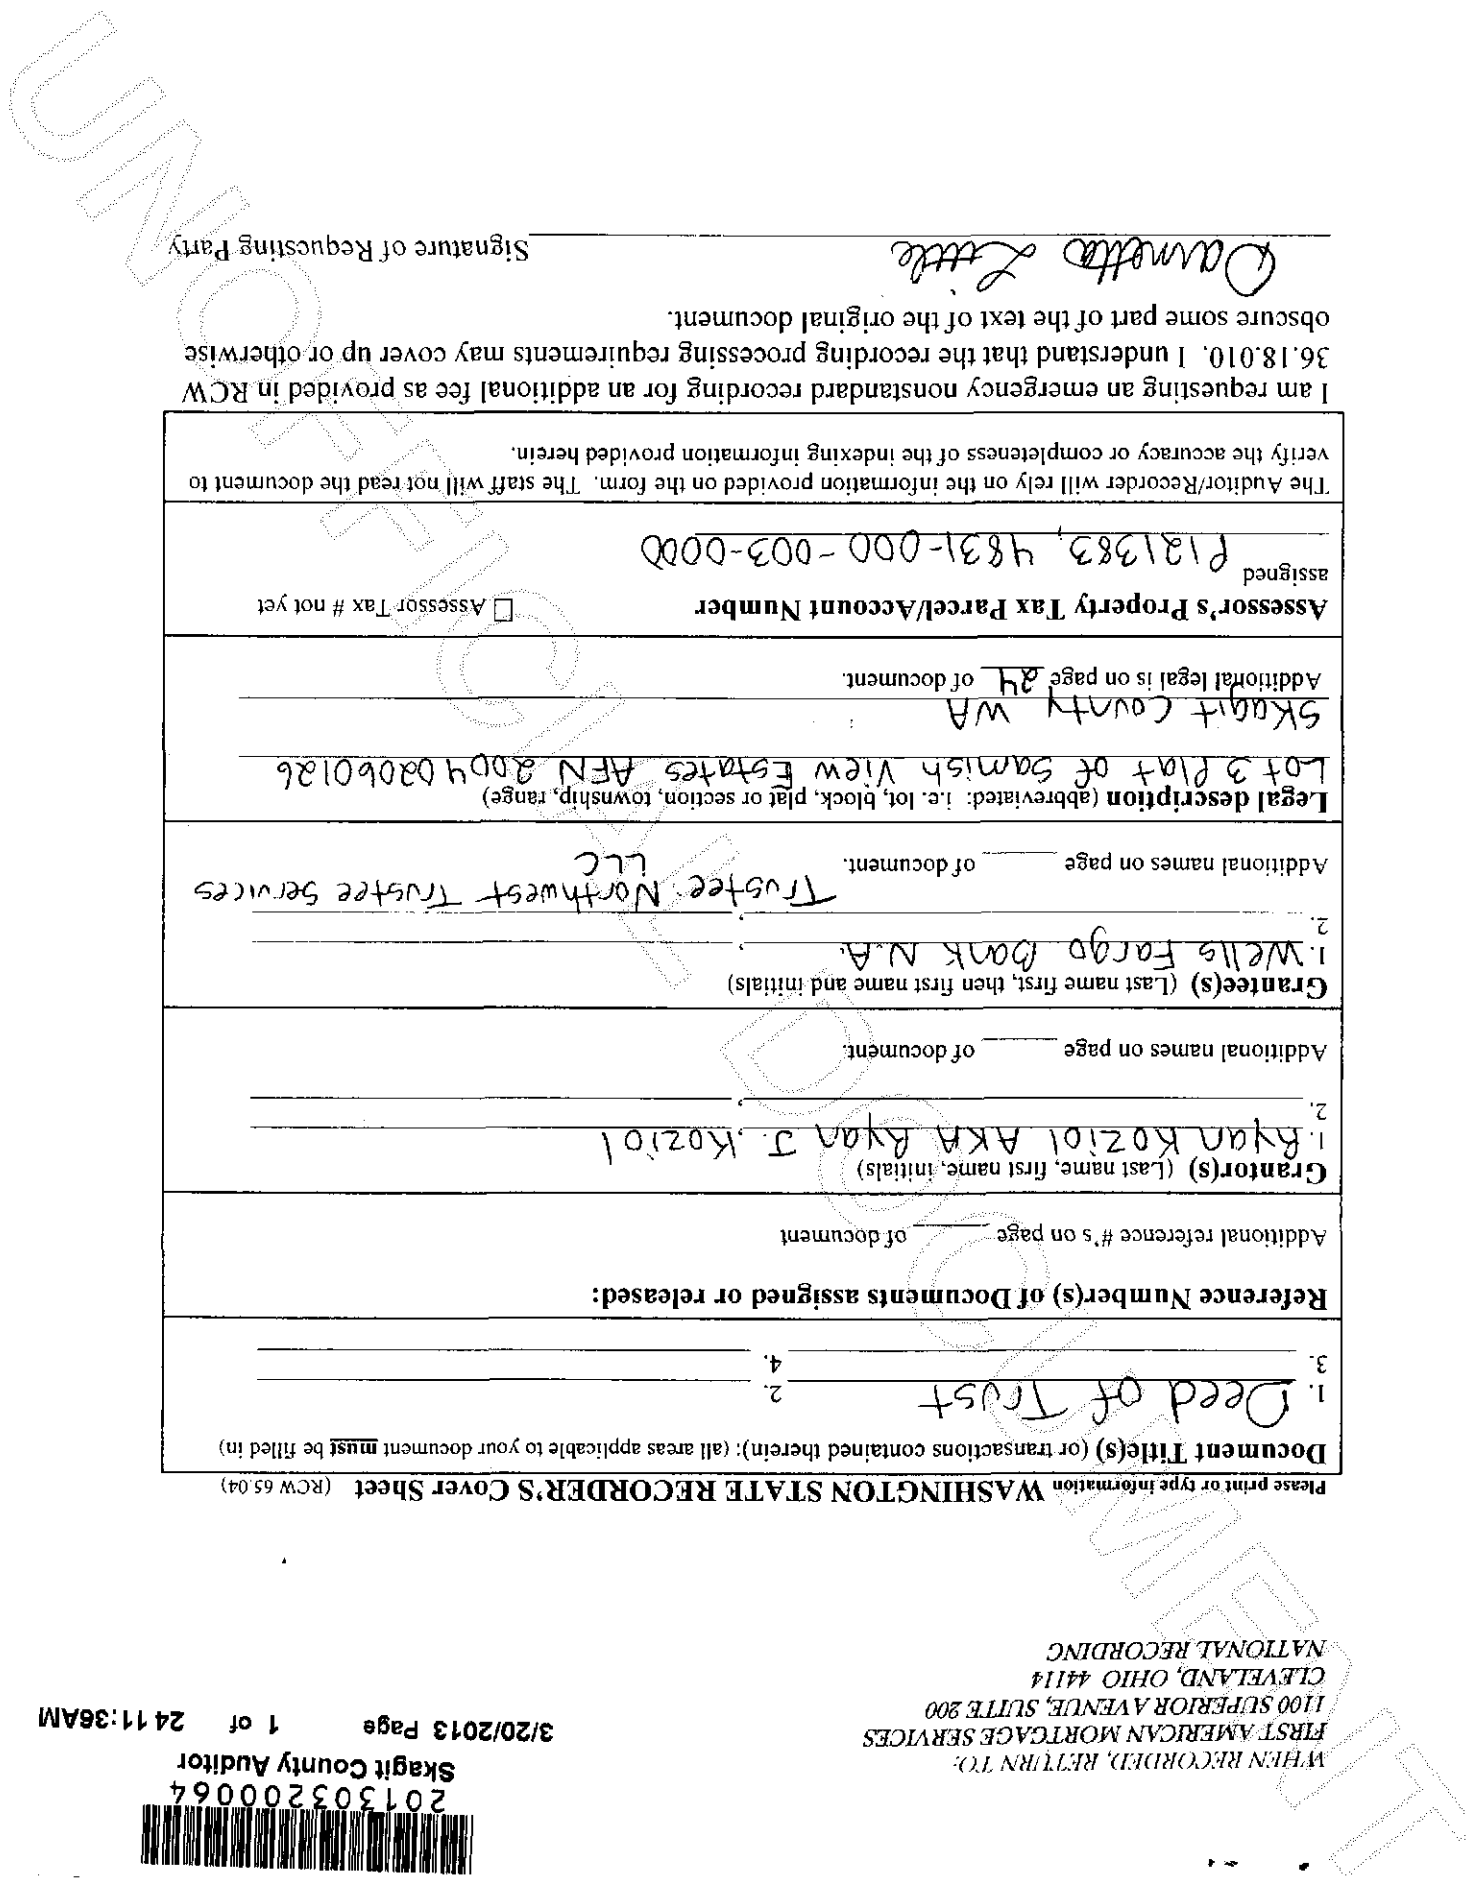 201303200064
Skagit County Auditor
3/20/2013 Page 1 of 24 11:36AM
WHEN RECORDED, RETURN TO:
FIRST AMERICAN MORTGAGE SERVICES
1100 SUPERIOR AVENUE, SUITE 200
CLEVELAND, OHIO 44114
NATIONAL RECORDING
Please print or type information WASHINGTON STATE RECORDER'S Cover Sheet (RCW 65.04)
Document Title(s) (or transactions contained therein): (all areas applicable to your document must be filled in)
1. Deed of Trust 2.
3. 4.
Reference Number(s) of Documents assigned or released:
Additional reference #'s on page ____ of document
Grantor(s) (Last name, first name, initials)
1. Ryan Koziol AKA Ryan J. Koziol
2. ,
Additional names on page ____ of document.
Grantee(s) (Last name first, then first name and initials)
1. Wells Fargo Bank N.A. ,
2. ,
Trustee: Northwest Trustee Services
LLC
Additional names on page ____ of document.
Legal description (abbreviated: i.e. lot, block, plat or section, township, range)
Lot 3 Plat of Samish View Estates AFN 200402060126
Skagit County WA
Additional legal is on page 24 of document.
Assessor's Property Tax Parcel/Account Number ☐ Assessor Tax # not yet
assigned P121383, 4831-000-003-0000
The Auditor/Recorder will rely on the information provided on the form. The staff will not read the document to
verify the accuracy or completeness of the indexing information provided herein.
I am requesting an emergency nonstandard recording for an additional fee as provided in RCW
36.18.010. I understand that the recording processing requirements may cover up or otherwise
obscure some part of the text of the original document.
Darnetta Little Signature of Requesting Party
UNOFFICIAL DOCUMENT